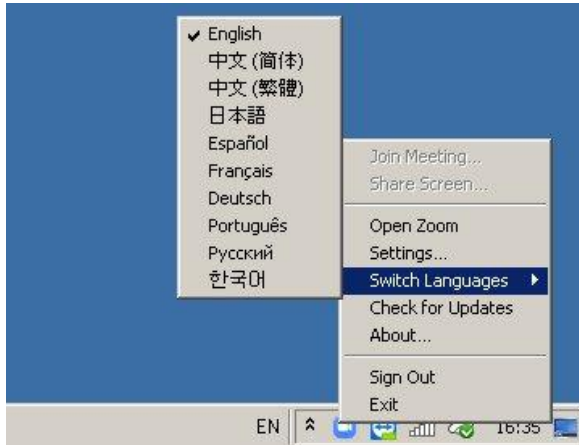 English
中文 (简体)
中文 (繁體)
日本語
Español
Français
Deutsch
Português
Русский
한국어
Join Meeting...
Share Screen...
Open Zoom
Settings...
Switch Languages
Check for Updates
About...
Sign Out
Exit
EN
16:35